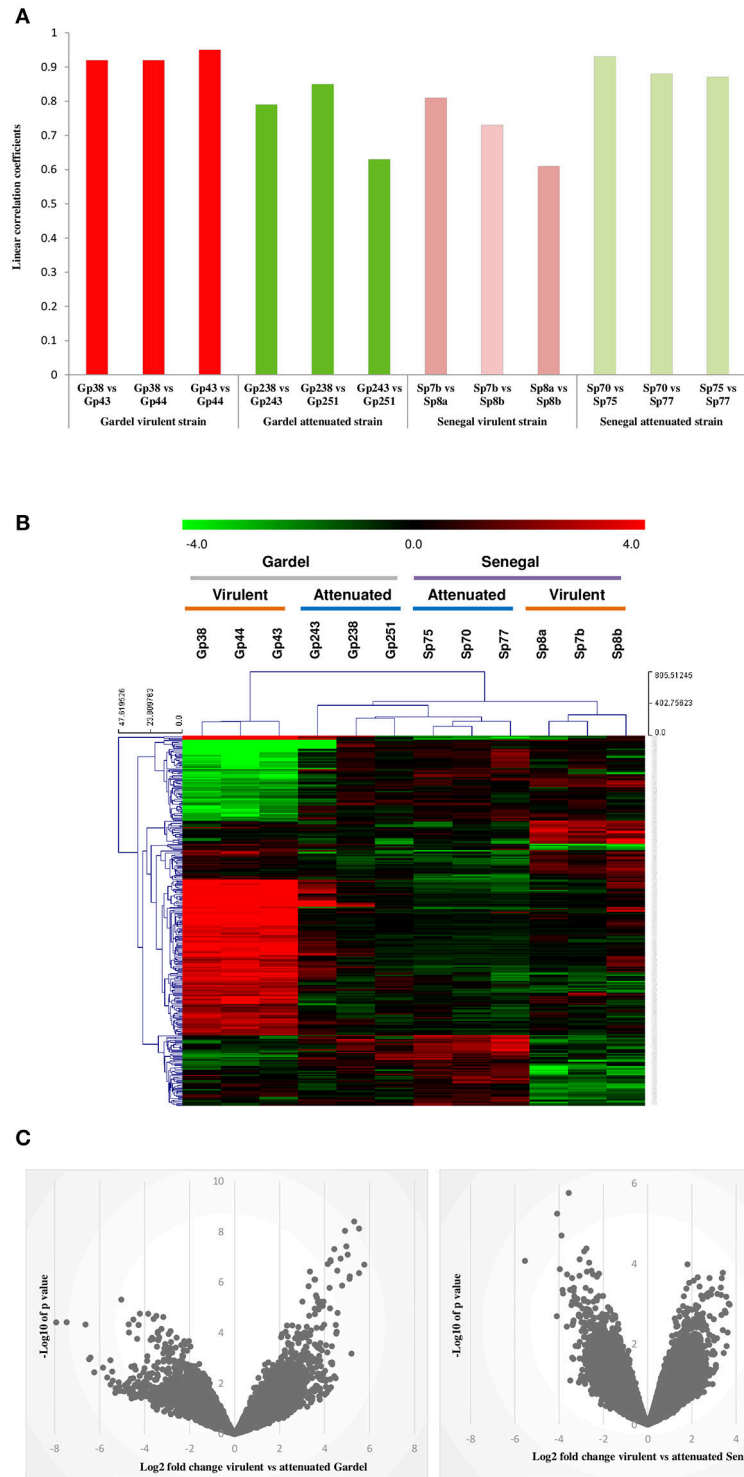 A
Linear correlation coefficients
1
0.9
0.8
0.7
0.6
0.5
0.4
0.3
0.2
0.1
0
Gp38 vs Gp43
Gp38 vs Gp44
Gp43 vs Gp44
Gp238 vs Gp243
Gp238 vs Gp251
Gp243 vs Gp251
Sp7b vs Sp8a
Sp7b vs Sp8b
Sp8a vs Sp8b
Sp70 vs Sp75
Sp70 vs Sp77
Sp75 vs Sp77
Gardel virulent strain
Gardel attenuated strain
Senegal virulent strain
Senegal attenuated strain
B
-4.0 0.0 4.0
Gardel Senegal
Virulent Attenuated Attenuated Virulent
Gp38 Gp44 Gp43 Gp243 Gp238 Gp251 Sp75 Sp70 Sp77 Sp8a Sp7b Sp8b
47.619526
23.809763
0.0
805.51245
402.75623
0.0
C
-Log10 of p value
10
8
6
4
2
0
-8 -6 -4 -2 0 2 4 6 8
Log2 fold change virulent vs attenuated Gardel
-Log10 of p value
6
4
2
0
-8 -6 -4 -2 0 2 4
Log2 fold change virulent vs attenuated Sen